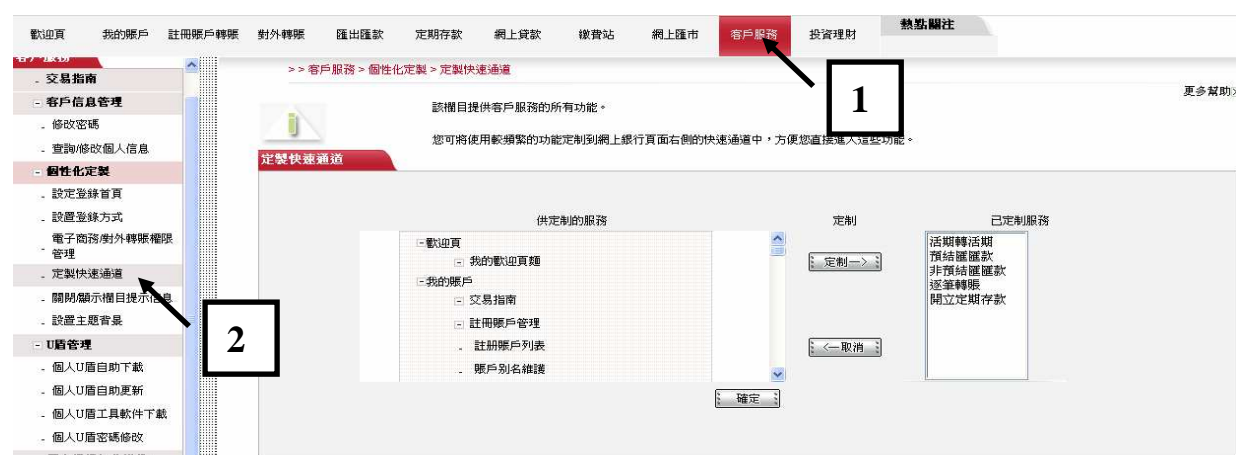 歡迎頁 我的賬戶 註冊賬戶轉賬 對外轉賬 匯出匯款 定期存款 網上貸款 繳費站 網上匯市 客戶服務 投資理財 熱點關注
客戶服務
交易指南
客戶信息管理
修改密碼
查詢/修改個人信息
個性化定製
設定登錄首頁
設置登錄方式
電子商務/對外轉賬權限
管理
定製快速通道
關閉/顯示欄目提示信息
設置主題背景
U盾管理
個人U盾自助下載
個人U盾自助更新
個人U盾工具軟件下載
個人U盾密碼修改
>> 客戶服務 > 個性化定製 > 定製快速通道
更多幫助
該欄目提供客戶服務的所有功能。
您可將使用較頻繁的功能定制到網上銀行頁面右側的快速通道中，方便您直接進入這些功能。
定製快速通道
供定制的服務 定制 已定制服務
歡迎頁
我的歡迎頁麵
我的賬戶
交易指南
註冊賬戶管理
註冊賬戶列表
賬戶別名維護
定制—>
<—取消
活期轉活期
預結匯匯款
非預結匯匯款
逐筆轉賬
開立定期存款
確定
1
2